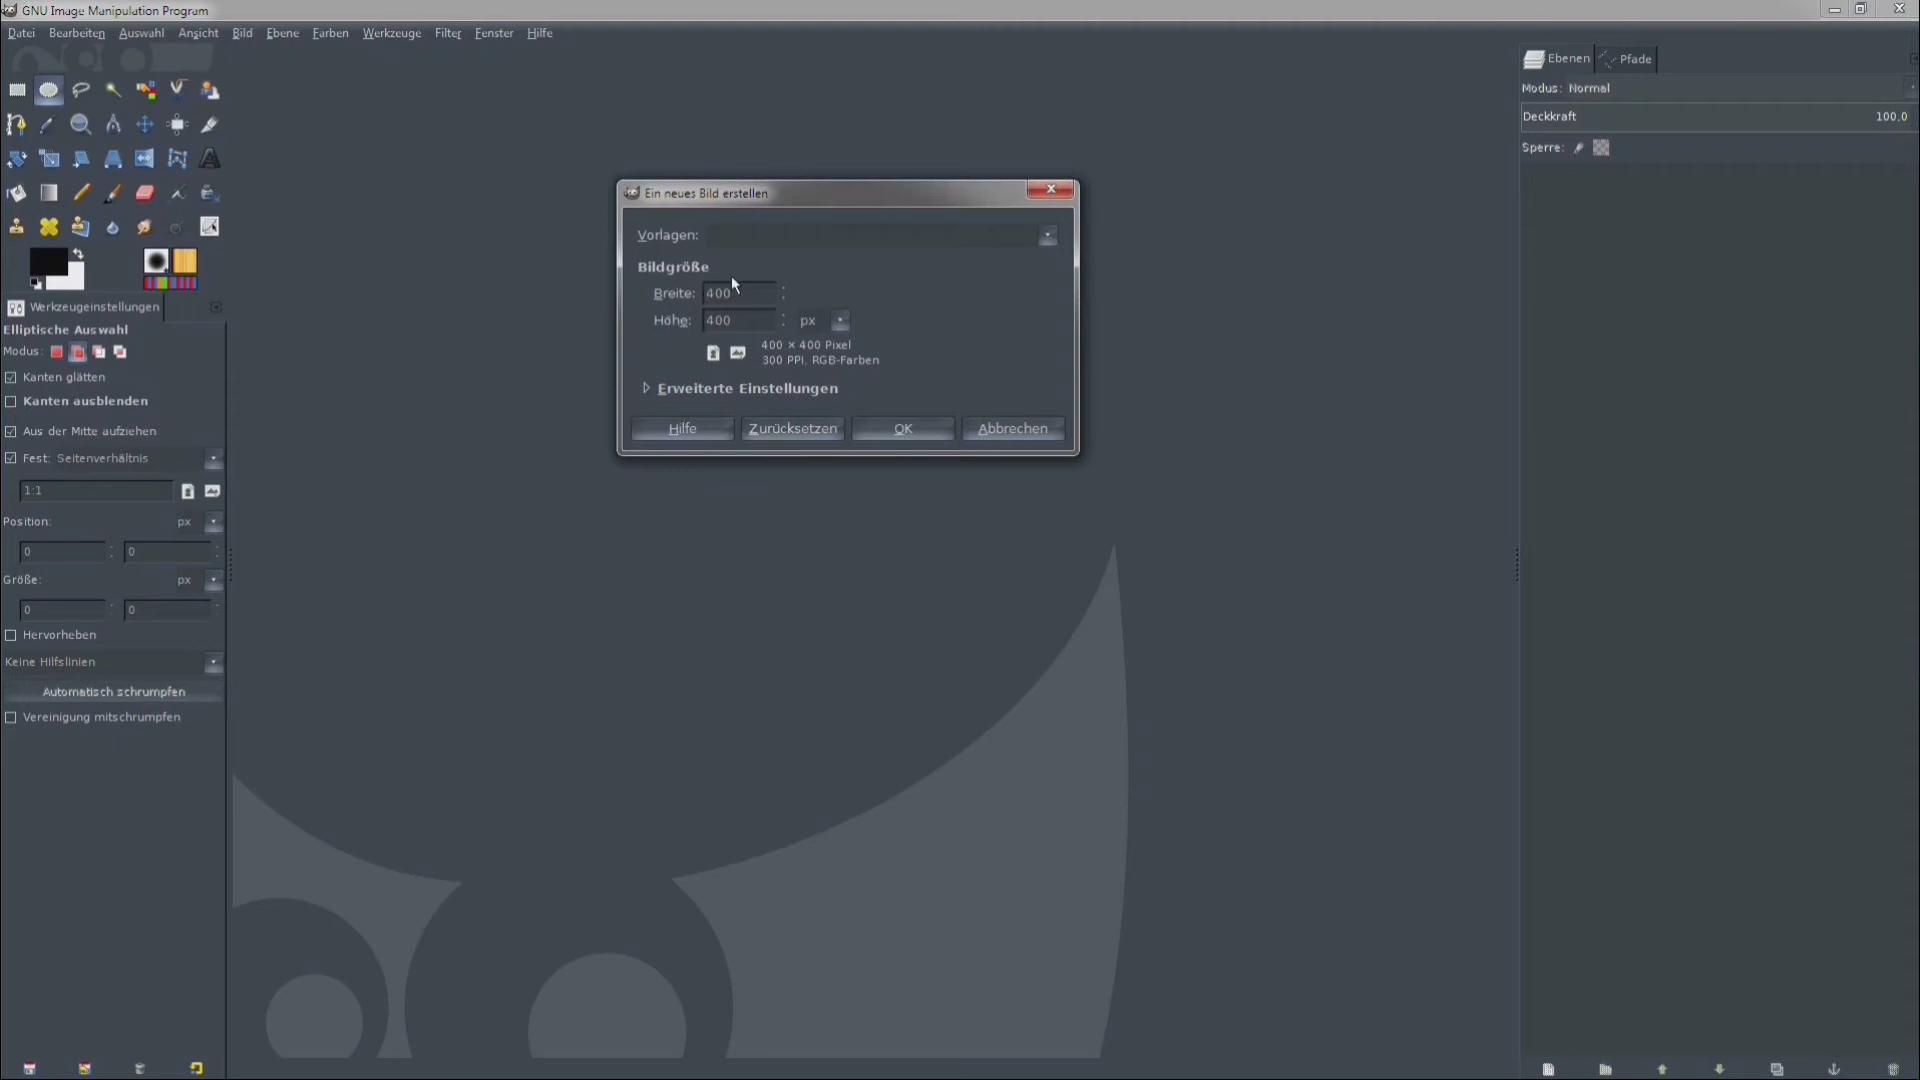 GNU Image Manipulation Program
Datei Bearbeiten Auswahl Ansicht Bild Ebene Farben Werkzeuge Filter Fenster Hilfe
Ebenen Pfade
Modus: Normal
Deckkraft 100,0
Sperre:
Ein neues Bild erstellen
Vorlagen:
Bildgröße
Breite: 400
Höhe: 400 px
400 × 400 Pixel
300 PPI, RGB-Farben
Erweiterte Einstellungen
Hilfe Zurücksetzen OK Abbrechen
Werkzeugeinstellungen
Elliptische Auswahl
Modus:
Kanten glätten
Kanten ausblenden
Aus der Mitte aufziehen
Fest: Seitenverhältnis
1:1
Position: px
0 0
Größe: px
0 0
Hervorheben
Keine Hilfslinien
Automatisch schrumpfen
Vereinigung mitschrumpfen